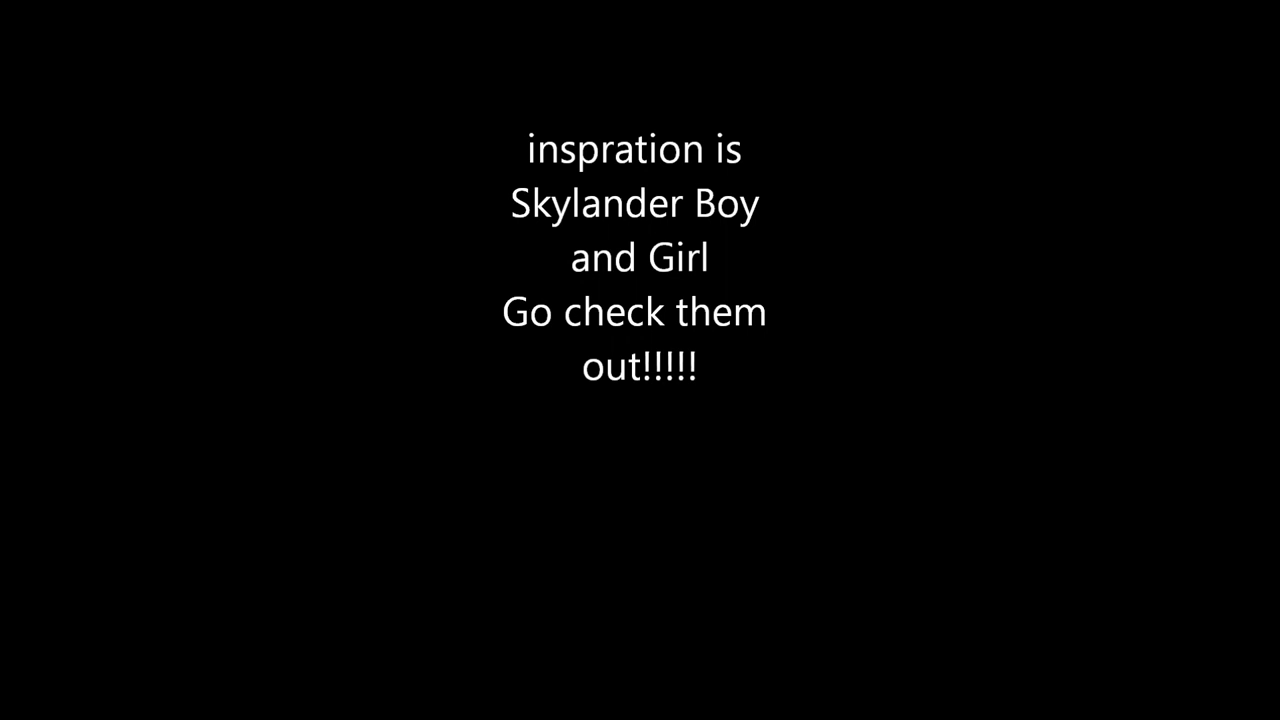 inspration is
Skylander Boy
and Girl
Go check them
out!!!!!